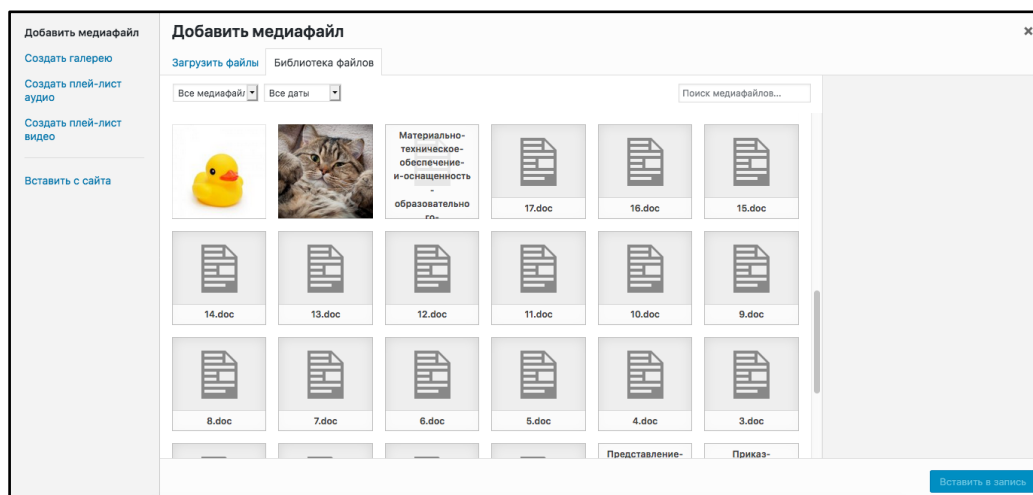 Добавить медиафайл
Создать галерею
Создать плей-лист
аудио
Создать плей-лист
видео
Вставить с сайта
Добавить медиафайл
×
Загрузить файлы
Библиотека файлов
Все медиафай
Все даты
Поиск медиафайлов...
Материально-
техническое-
обеспечение-
и-оснащенность
-
образовательно
го-
17.doc
16.doc
15.doc
14.doc
13.doc
12.doc
11.doc
10.doc
9.doc
8.doc
7.doc
6.doc
5.doc
4.doc
3.doc
Представление-
Приказ-
Вставить в запись